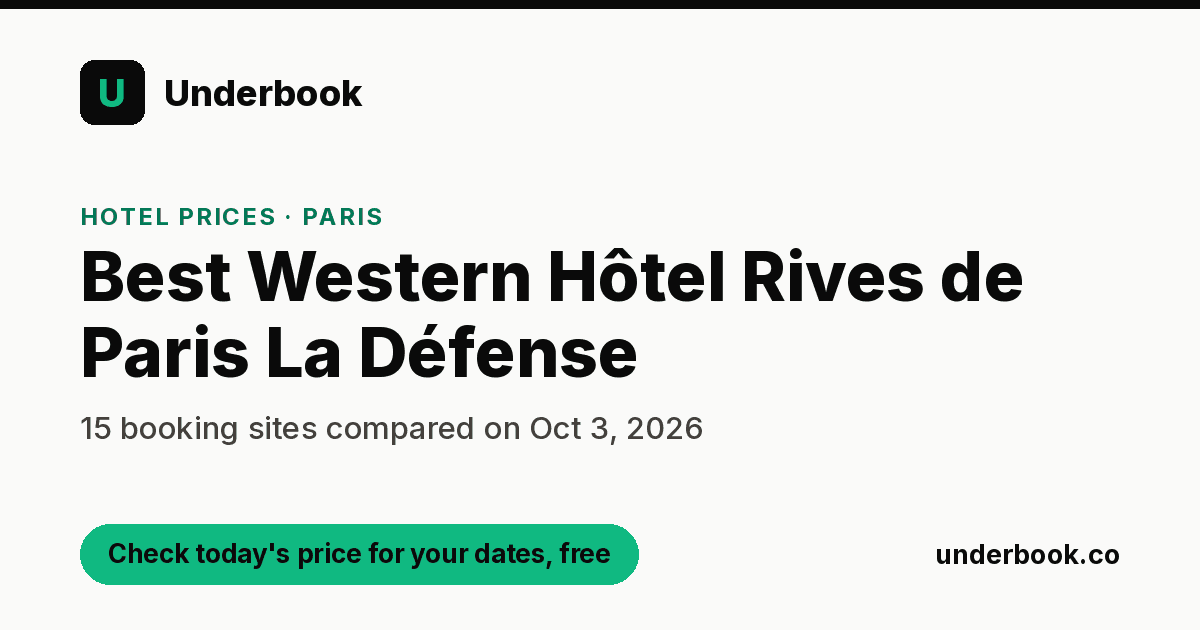 U Underbook
HOTEL PRICES · PARIS
Best Western Hôtel Rives de
Paris La Défense
15 booking sites compared on Oct 3, 2026
Check today's price for your dates, free
underbook.co